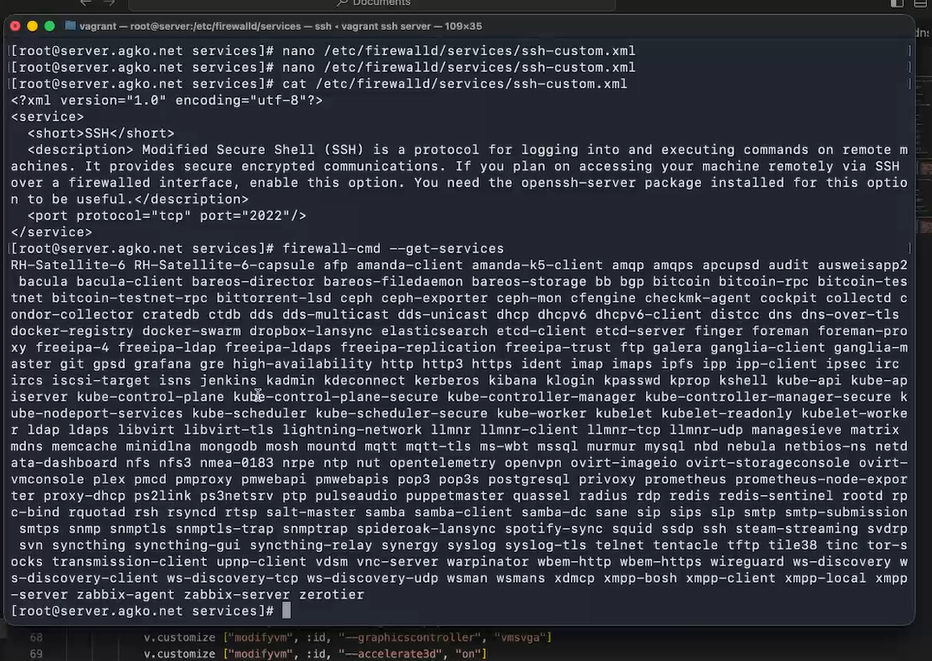 Documents
vagrant — root@server:/etc/firewalld/services — ssh ‹ vagrant ssh server — 109×35
[root@server.agko.net services]# nano /etc/firewalld/services/ssh-custom.xml
[root@server.agko.net services]# nano /etc/firewalld/services/ssh-custom.xml
[root@server.agko.net services]# cat /etc/firewalld/services/ssh-custom.xml
<?xml version="1.0" encoding="utf-8"?>
<service>
  <short>SSH</short>
  <description> Modified Secure Shell (SSH) is a protocol for logging into and executing commands on remote m
achines. It provides secure encrypted communications. If you plan on accessing your machine remotely via SSH
over a firewalled interface, enable this option. You need the openssh-server package installed for this optio
n to be useful.</description>
  <port protocol="tcp" port="2022"/>
</service>
[root@server.agko.net services]# firewall-cmd --get-services
RH-Satellite-6 RH-Satellite-6-capsule afp amanda-client amanda-k5-client amqp amqps apcupsd audit ausweisapp2
 bacula bacula-client bareos-director bareos-filedaemon bareos-storage bb bgp bitcoin bitcoin-rpc bitcoin-tes
tnet bitcoin-testnet-rpc bittorrent-lsd ceph ceph-exporter ceph-mon cfengine checkmk-agent cockpit collectd c
ondor-collector cratedb ctdb dds dds-multicast dds-unicast dhcp dhcpv6 dhcpv6-client distcc dns dns-over-tls
docker-registry docker-swarm dropbox-lansync elasticsearch etcd-client etcd-server finger foreman foreman-pro
xy freeipa-4 freeipa-ldap freeipa-ldaps freeipa-replication freeipa-trust ftp galera ganglia-client ganglia-m
aster git gpsd grafana gre high-availability http http3 https ident imap imaps ipfs ipp ipp-client ipsec irc
ircs iscsi-target isns jenkins kadmin kdeconnect kerberos kibana klogin kpasswd kprop kshell kube-api kube-ap
iserver kube-control-plane kube-control-plane-secure kube-controller-manager kube-controller-manager-secure k
ube-nodeport-services kube-scheduler kube-scheduler-secure kube-worker kubelet kubelet-readonly kubelet-worke
r ldap ldaps libvirt libvirt-tls lightning-network llmnr llmnr-client llmnr-tcp llmnr-udp managesieve matrix
mdns memcache minidlna mongodb mosh mountd mqtt mqtt-tls ms-wbt mssql murmur mysql nbd nebula netbios-ns netd
ata-dashboard nfs nfs3 nmea-0183 nrpe ntp nut opentelemetry openvpn ovirt-imageio ovirt-storageconsole ovirt-
vmconsole plex pmcd pmproxy pmwebapi pmwebapis pop3 pop3s postgresql privoxy prometheus prometheus-node-expor
ter proxy-dhcp ps2link ps3netsrv ptp pulseaudio puppetmaster quassel radius rdp redis redis-sentinel rootd rp
c-bind rquotad rsh rsyncd rtsp salt-master samba samba-client samba-dc sane sip sips slp smtp smtp-submission
 smtps snmp snmptls snmptls-trap snmptrap spideroak-lansync spotify-sync squid ssdp ssh steam-streaming svdrp
 svn syncthing syncthing-gui syncthing-relay synergy syslog syslog-tls telnet tentacle tftp tile38 tinc tor-s
ocks transmission-client upnp-client vdsm vnc-server warpinator wbem-http wbem-https wireguard ws-discovery w
s-discovery-client ws-discovery-tcp ws-discovery-udp wsman wsmans xdmcp xmpp-bosh xmpp-client xmpp-local xmpp
-server zabbix-agent zabbix-server zerotier
[root@server.agko.net services]#
68 v.customize ["modifyvm", :id, "--graphicscontroller", "vmsvga"]
69 v.customize ["modifyvm", :id, "--accelerate3d", "on"]